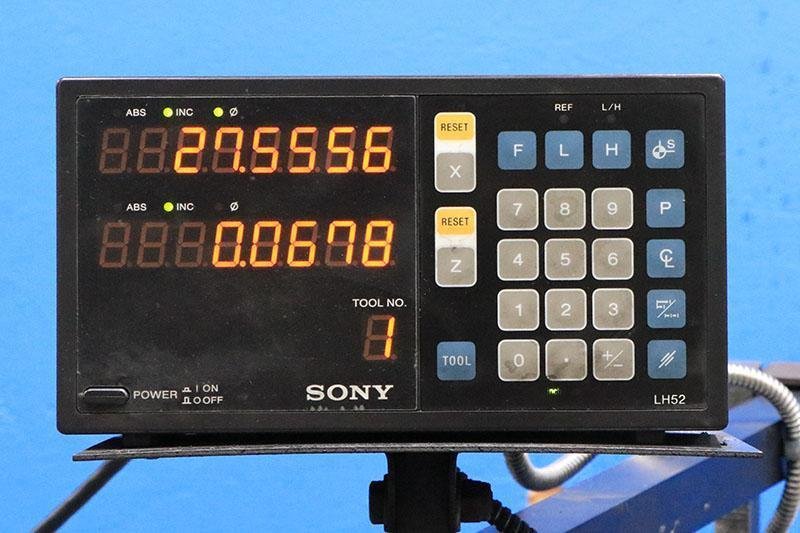 ABS INC Ø
27.5556
ABS INC Ø
0.0678
TOOL NO.
1
POWER I ON
O OFF
SONY
REF L/H
RESET F L H S
X
7 8 9 P
RESET
Z 4 5 6 CL
1 2 3
TOOL 0 . +/-
LH52